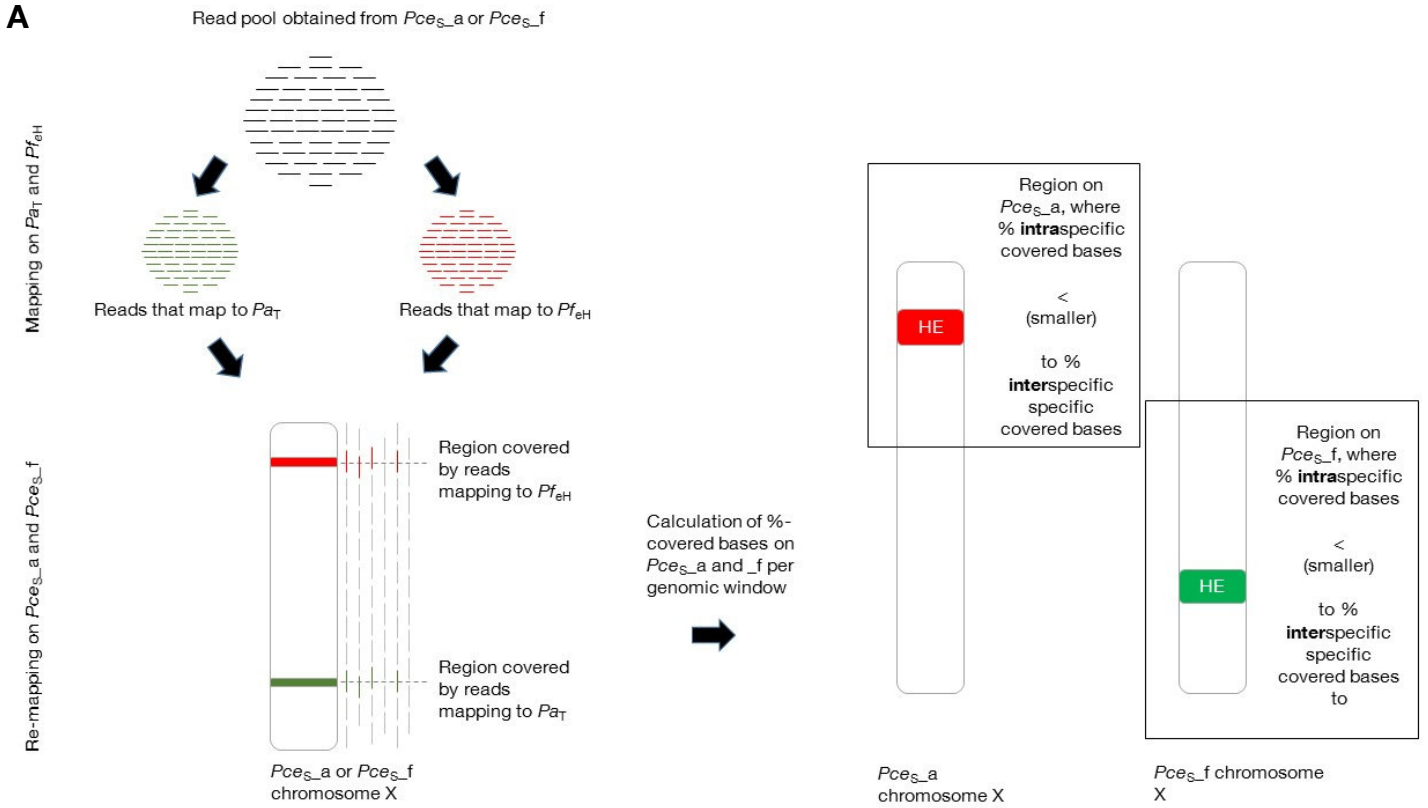 A
Read pool obtained from PceS_a or PceS_f
Mapping on PaT and PfeH
Reads that map to PaT
Reads that map to PfeH
Re-mapping on PceS_a and PceS_f
Region covered
by reads
mapping to PfeH
Region covered
by reads
mapping to PaT
PceS_a or PceS_f
chromosome X
Calculation of %-
covered bases on
PceS_a and _f per
genomic window
HE
Region on
PceS_a, where
% intraspecific
covered bases
<
(smaller)
to %
interspecific
specific
covered bases
PceS_a
chromosome X
HE
Region on
PceS_f, where
% intraspecific
covered bases
<
(smaller)
to %
interspecific
specific
covered bases
to
PceS_f chromosome
X